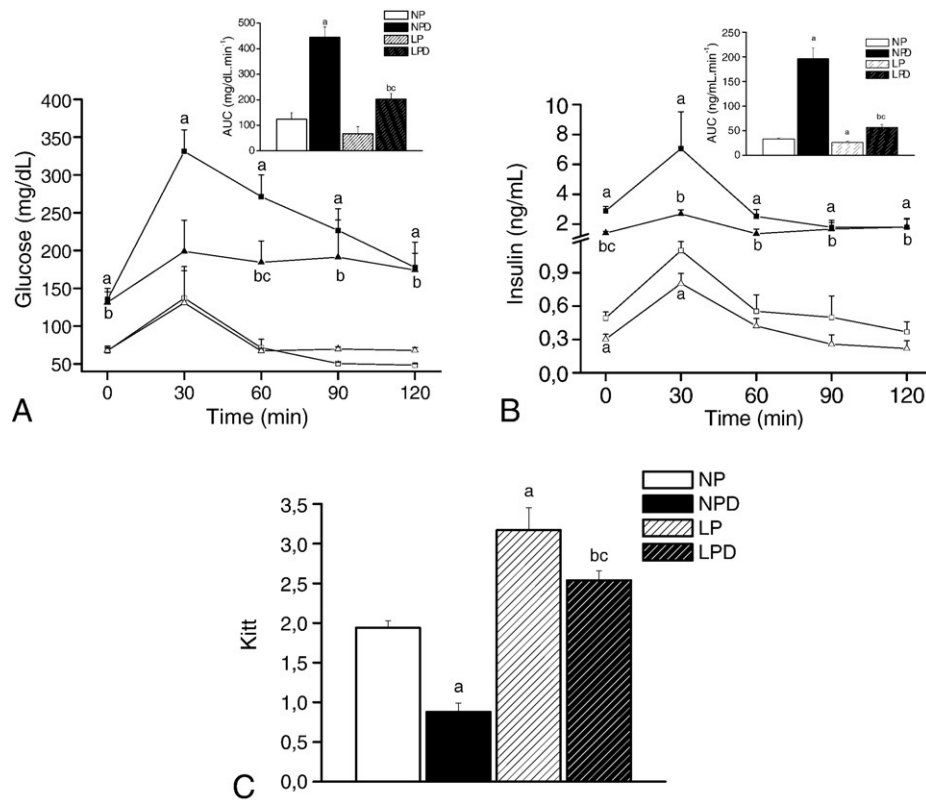 500
400
300
200
100
0
AUC (mg/dL.min⁻¹)
a
bc
NP
NPD
LP
LPD
400
350
300
250
200
150
100
50
Glucose (mg/dL)
a
a
a
a
a
b
bc
b
b
0 30 60 90 120
Time (min)
A
250
200
150
100
50
0
AUC (ng/mL.min⁻¹)
a
a
bc
NP
NPD
LP
LPD
10
8
6
4
2
0,9
0,6
0,3
0,0
Insulin (ng/mL)
a
a
a
a
a
bc
b
b
b
b
a
a
0 30 60 90 120
Time (min)
B
3,5
3,0
2,5
2,0
1,5
1,0
0,5
0,0
Kitt
a
a
bc
NP
NPD
LP
LPD
C